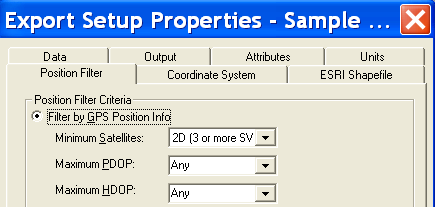 Export Setup Properties - Sample ...
Data Output Attributes Units
Position Filter Coordinate System ESRI Shapefile
Position Filter Criteria
Filter by GPS Position Info
Minimum Satellites: 2D (3 or more SV
Maximum PDOP: Any
Maximum HDOP: Any